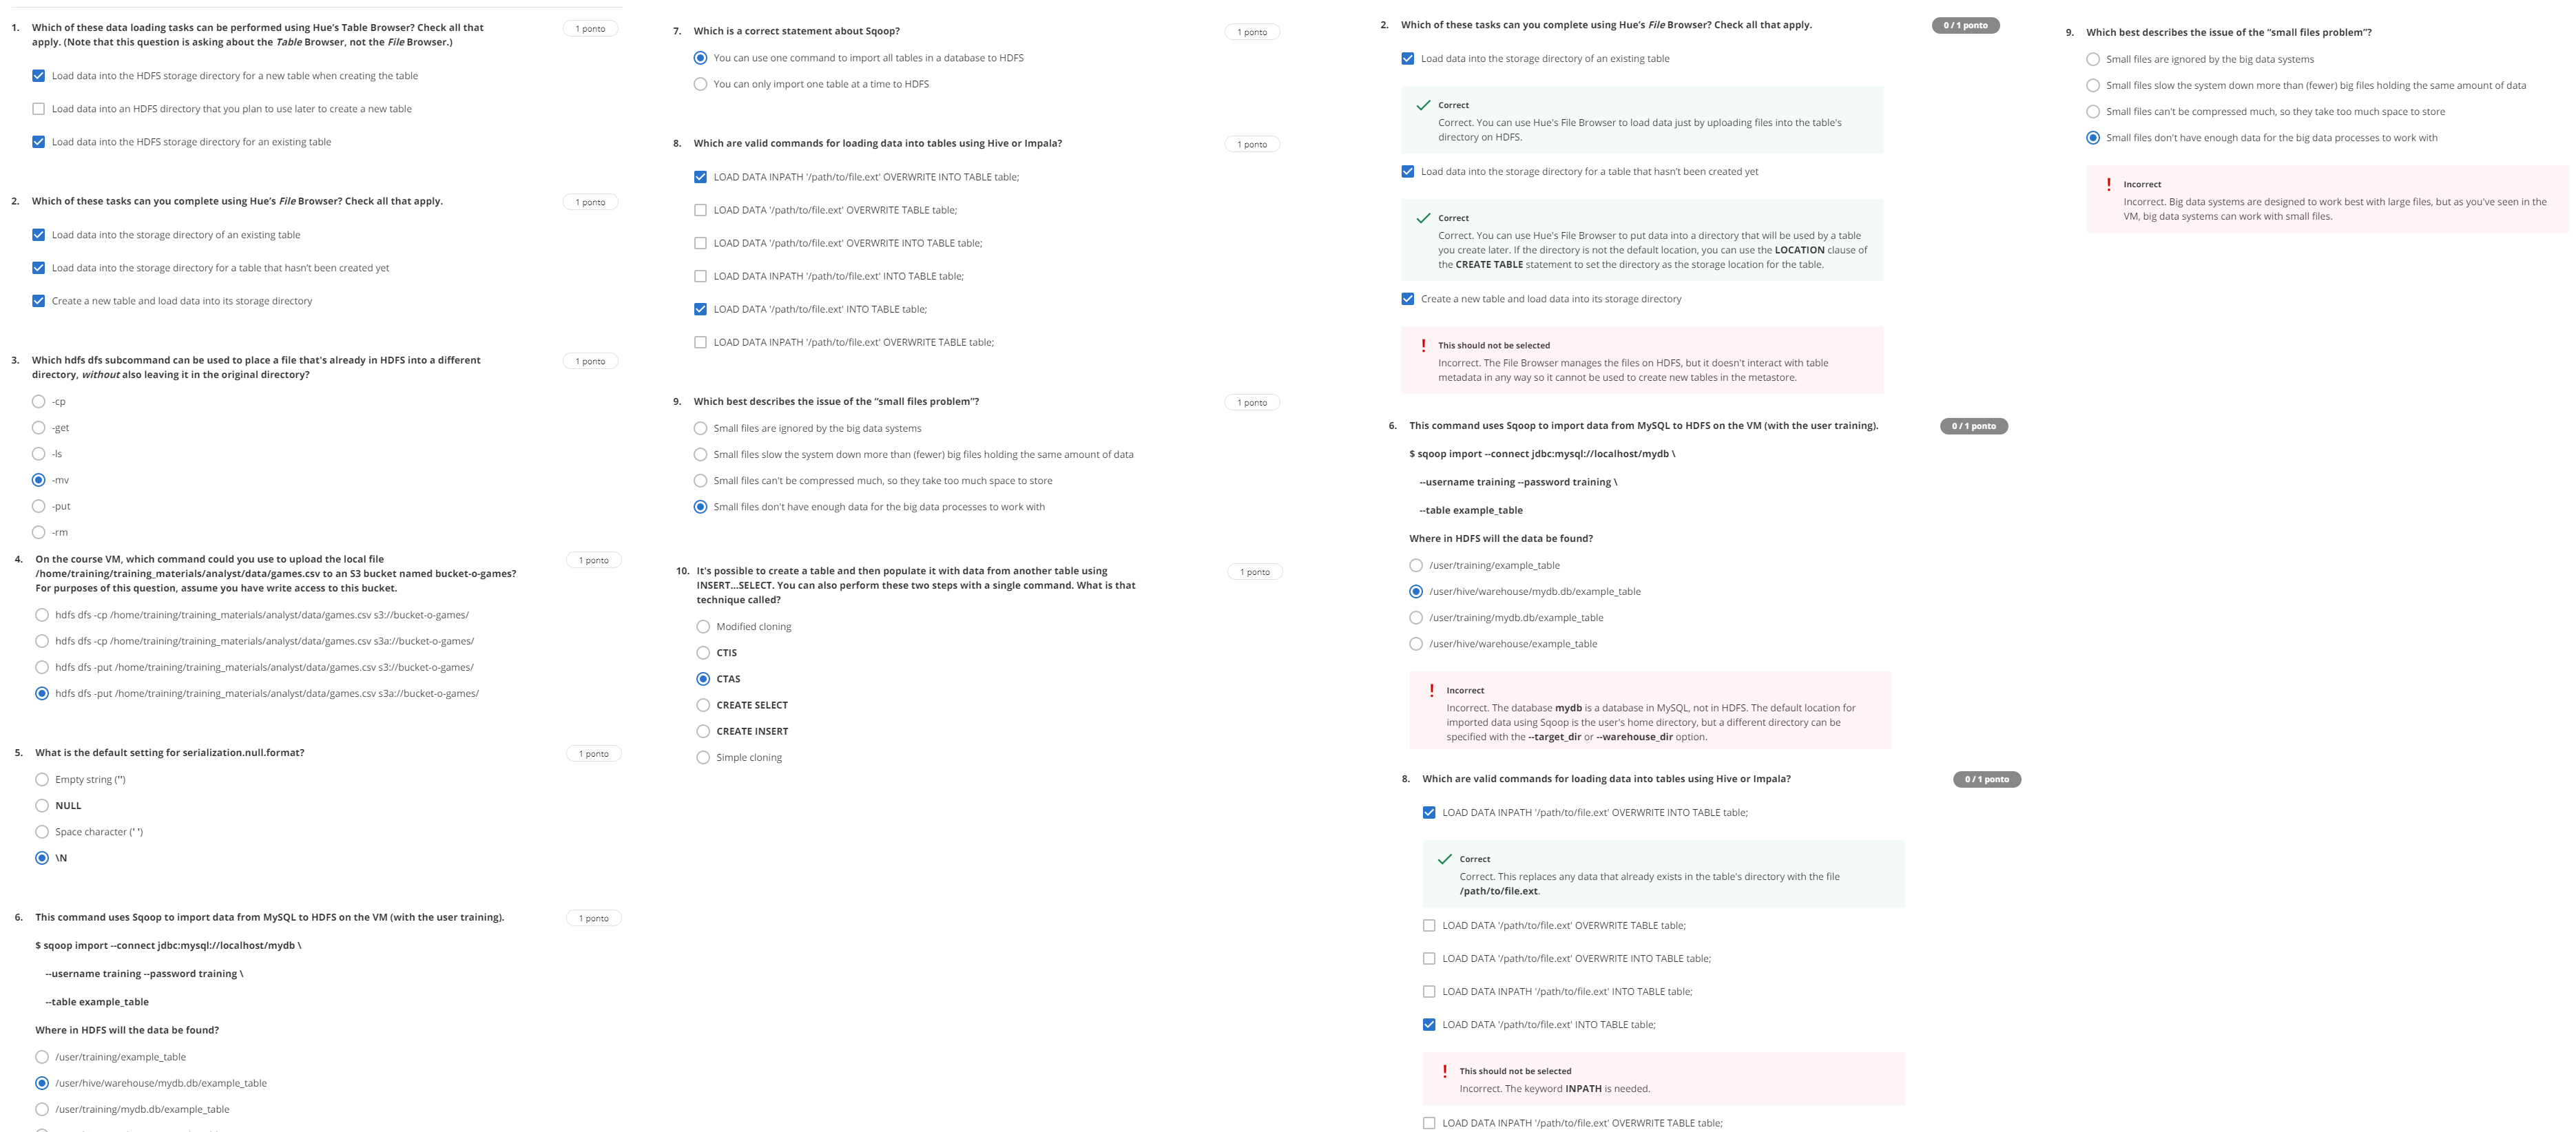 1. Which of these data loading tasks can be performed using Hue's Table Browser? Check all that
apply. (Note that this question is asking about the Table Browser, not the File Browser.)
1 ponto
Load data into the HDFS storage directory for a new table when creating the table
Load data into an HDFS directory that you plan to use later to create a new table
Load data into the HDFS storage directory for an existing table
2. Which of these tasks can you complete using Hue's File Browser? Check all that apply.
1 ponto
Load data into the storage directory of an existing table
Load data into the storage directory for a table that hasn't been created yet
Create a new table and load data into its storage directory
3. Which hdfs dfs subcommand can be used to place a file that's already in HDFS into a different
directory, without also leaving it in the original directory?
1 ponto
-cp
-get
-ls
-mv
-put
-rm
4. On the course VM, which command could you use to upload the local file
/home/training/training_materials/analyst/data/games.csv to an S3 bucket named bucket-o-games?
For purposes of this question, assume you have write access to this bucket.
1 ponto
hdfs dfs -cp /home/training/training_materials/analyst/data/games.csv s3://bucket-o-games/
hdfs dfs -cp /home/training/training_materials/analyst/data/games.csv s3a://bucket-o-games/
hdfs dfs -put /home/training/training_materials/analyst/data/games.csv s3://bucket-o-games/
hdfs dfs -put /home/training/training_materials/analyst/data/games.csv s3a://bucket-o-games/
5. What is the default setting for serialization.null.format?
1 ponto
Empty string ('')
NULL
Space character (' ')
\N
6. This command uses Sqoop to import data from MySQL to HDFS on the VM (with the user training).
1 ponto
$ sqoop import --connect jdbc:mysql://localhost/mydb \
--username training --password training \
--table example_table
Where in HDFS will the data be found?
/user/training/example_table
/user/hive/warehouse/mydb.db/example_table
/user/training/mydb.db/example_table
7. Which is a correct statement about Sqoop?
1 ponto
You can use one command to import all tables in a database to HDFS
You can only import one table at a time to HDFS
8. Which are valid commands for loading data into tables using Hive or Impala?
1 ponto
LOAD DATA INPATH '/path/to/file.ext' OVERWRITE INTO TABLE table;
LOAD DATA '/path/to/file.ext' OVERWRITE TABLE table;
LOAD DATA '/path/to/file.ext' OVERWRITE INTO TABLE table;
LOAD DATA INPATH '/path/to/file.ext' INTO TABLE table;
LOAD DATA '/path/to/file.ext' INTO TABLE table;
LOAD DATA INPATH '/path/to/file.ext' OVERWRITE TABLE table;
9. Which best describes the issue of the "small files problem"?
1 ponto
Small files are ignored by the big data systems
Small files slow the system down more than (fewer) big files holding the same amount of data
Small files can't be compressed much, so they take too much space to store
Small files don't have enough data for the big data processes to work with
10. It's possible to create a table and then populate it with data from another table using
INSERT...SELECT. You can also perform these two steps with a single command. What is that
technique called?
1 ponto
Modified cloning
CTIS
CTAS
CREATE SELECT
CREATE INSERT
Simple cloning
2. Which of these tasks can you complete using Hue's File Browser? Check all that apply.
0 / 1 ponto
Load data into the storage directory of an existing table
Correct
Correct. You can use Hue's File Browser to load data just by uploading files into the table's
directory on HDFS.
Load data into the storage directory for a table that hasn't been created yet
Correct
Correct. You can use Hue's File Browser to put data into a directory that will be used by a table
you create later. If the directory is not the default location, you can use the LOCATION clause of
the CREATE TABLE statement to set the directory as the storage location for the table.
Create a new table and load data into its storage directory
This should not be selected
Incorrect. The File Browser manages the files on HDFS, but it doesn't interact with table
metadata in any way so it cannot be used to create new tables in the metastore.
6. This command uses Sqoop to import data from MySQL to HDFS on the VM (with the user training).
0 / 1 ponto
$ sqoop import --connect jdbc:mysql://localhost/mydb \
--username training --password training \
--table example_table
Where in HDFS will the data be found?
/user/training/example_table
/user/hive/warehouse/mydb.db/example_table
/user/training/mydb.db/example_table
/user/hive/warehouse/example_table
Incorrect
Incorrect. The database mydb is a database in MySQL, not in HDFS. The default location for
imported data using Sqoop is the user's home directory, but a different directory can be
specified with the --target_dir or --warehouse_dir option.
8. Which are valid commands for loading data into tables using Hive or Impala?
0 / 1 ponto
LOAD DATA INPATH '/path/to/file.ext' OVERWRITE INTO TABLE table;
Correct
Correct. This replaces any data that already exists in the table's directory with the file
/path/to/file.ext.
LOAD DATA '/path/to/file.ext' OVERWRITE TABLE table;
LOAD DATA '/path/to/file.ext' OVERWRITE INTO TABLE table;
LOAD DATA INPATH '/path/to/file.ext' INTO TABLE table;
LOAD DATA '/path/to/file.ext' INTO TABLE table;
This should not be selected
Incorrect. The keyword INPATH is needed.
LOAD DATA INPATH '/path/to/file.ext' OVERWRITE TABLE table;
9. Which best describes the issue of the "small files problem"?
Small files are ignored by the big data systems
Small files slow the system down more than (fewer) big files holding the same amount of data
Small files can't be compressed much, so they take too much space to store
Small files don't have enough data for the big data processes to work with
Incorrect
Incorrect. Big data systems are designed to work best with large files, but as you've seen in the
VM, big data systems can work with small files.